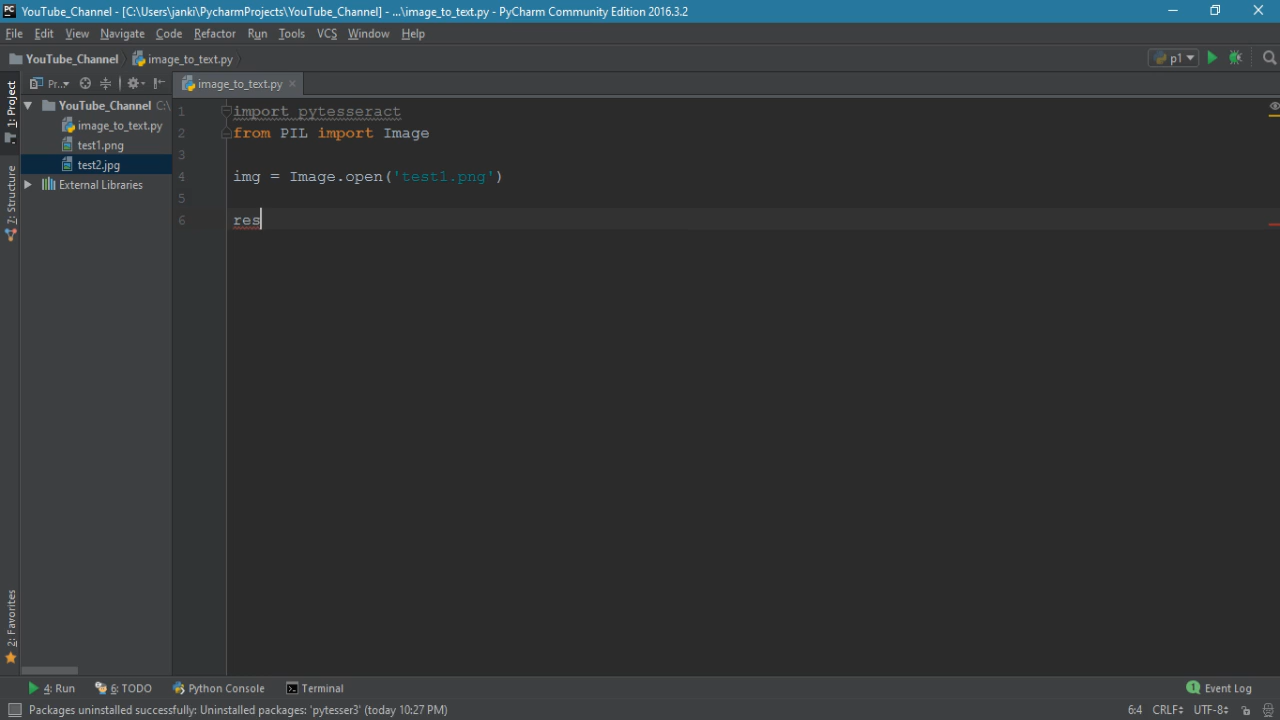 YouTube_Channel - [C:\Users\janki\PycharmProjects\YouTube_Channel] - ...\image_to_text.py - PyCharm Community Edition 2016.3.2
File Edit View Navigate Code Refactor Run Tools VCS Window Help
YouTube_Channel image_to_text.py p1
1: Project
Pr...
image_to_text.py
YouTube_Channel C:\
image_to_text.py
test1.png
test2.jpg
External Libraries
7: Structure
2: Favorites
1 import pytesseract
2 from PIL import Image
3
4 img = Image.open('test1.png')
5
6 res
4: Run 6: TODO Python Console Terminal 1 Event Log
Packages uninstalled successfully: Uninstalled packages: 'pytesser3' (today 10:27 PM) 6:4 CRLF UTF-8